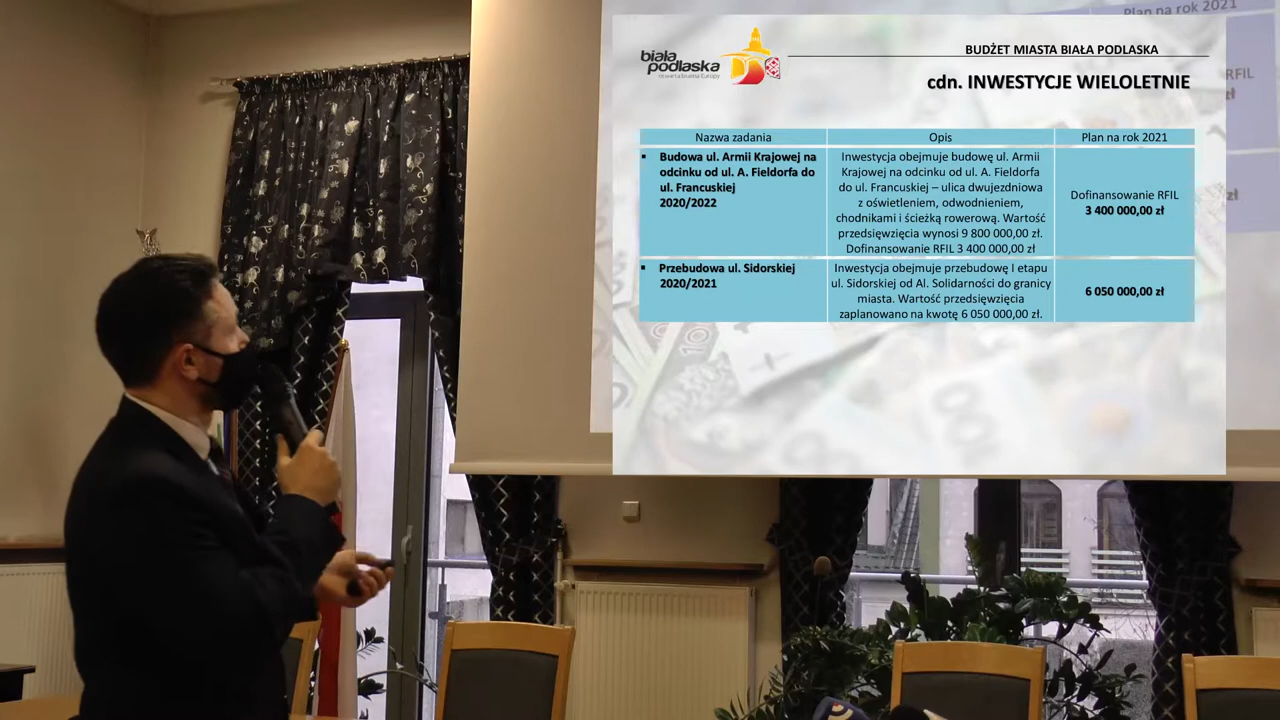 Plan na rok 2021
biała
podlaska
BUDŻET MIASTA BIAŁA PODLASKA
cdn. INWESTYCJE WIELOLETNIE
RFIL
zł
zł
Nazwa zadania
Opis
Plan na rok 2021
▪ Budowa ul. Armii Krajowej na
odcinku od ul. A. Fieldorfa do
ul. Francuskiej
2020/2022
Inwestycja obejmuje budowę ul. Armii
Krajowej na odcinku od ul. A. Fieldorfa
do ul. Francuskiej – ulica dwujezdniowa
z oświetleniem, odwodnieniem,
chodnikami i ścieżką rowerową. Wartość
przedsięwzięcia wynosi 9 800 000,00 zł.
Dofinansowanie RFIL 3 400 000,00 zł
Dofinansowanie RFIL
3 400 000,00 zł
▪ Przebudowa ul. Sidorskiej
2020/2021
Inwestycja obejmuje przebudowę I etapu
ul. Sidorskiej od Al. Solidarności do granicy
miasta. Wartość przedsięwzięcia
zaplanowano na kwotę 6 050 000,00 zł.
6 050 000,00 zł